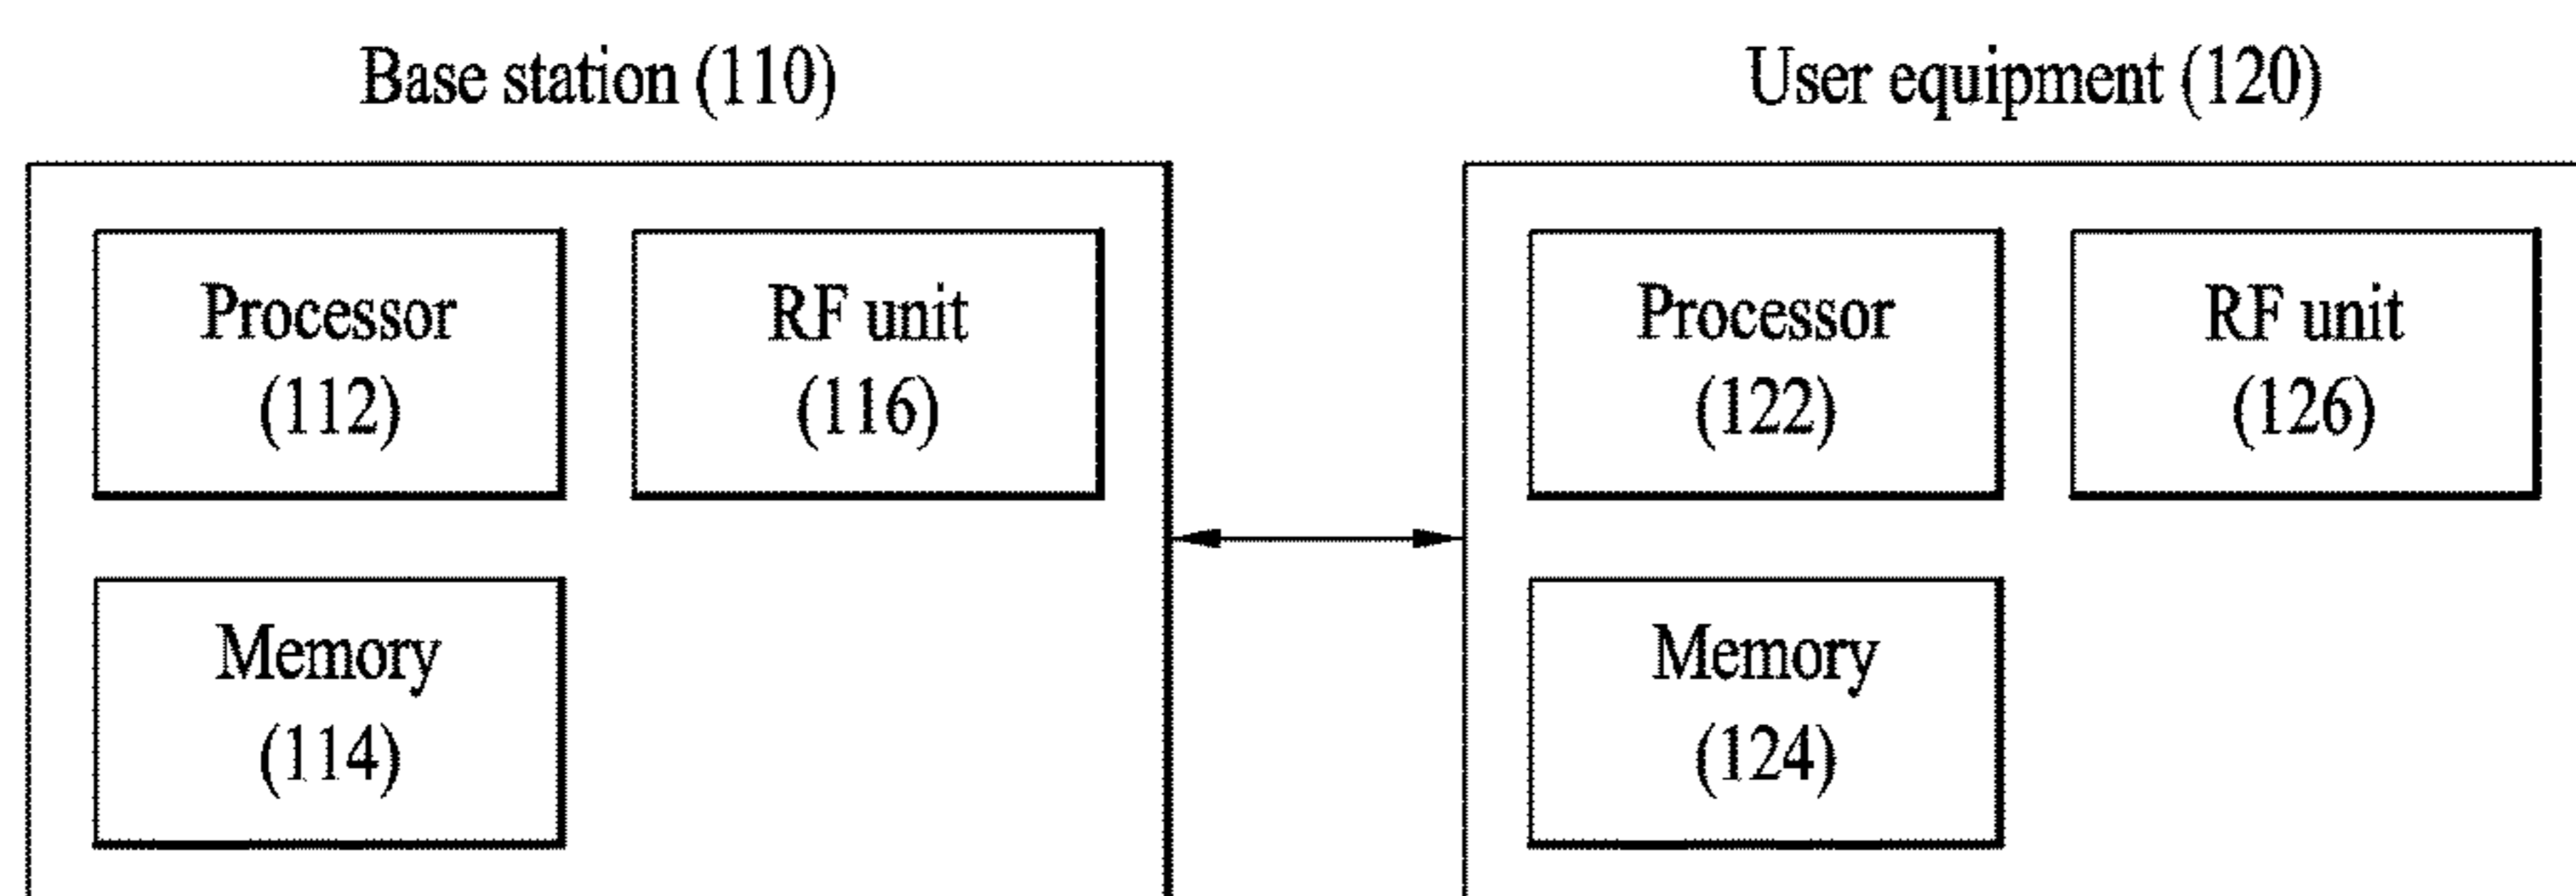 Base station (110)
Processor
(112)
RF unit
(116)
Memory
(114)
User equipment (120)
Processor
(122)
RF unit
(126)
Memory
(124)